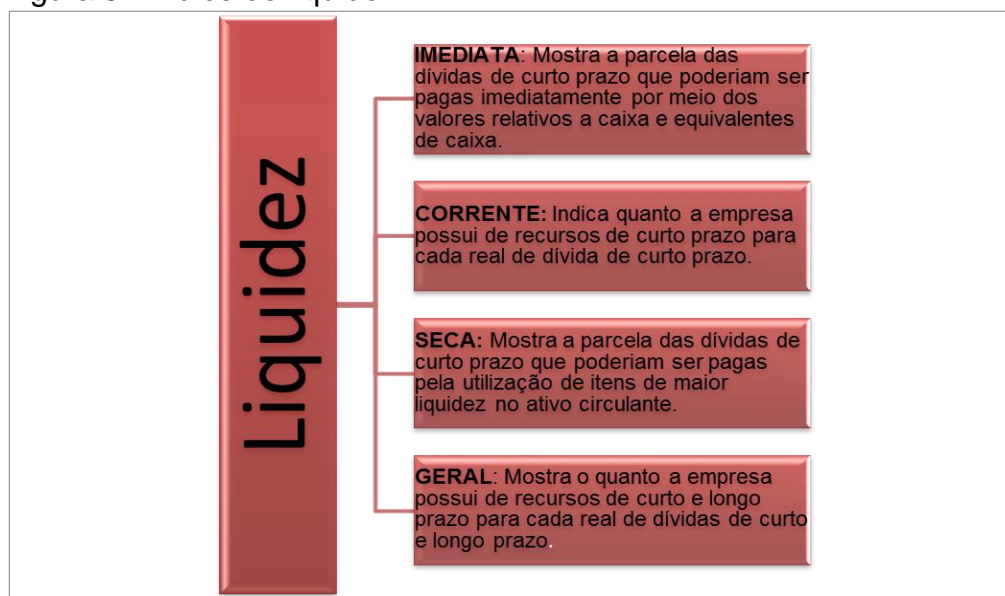 Liquidez
IMEDIATA: Mostra a parcela das
dívidas de curto prazo que poderiam ser
pagas imediatamente por meio dos
valores relativos a caixa e equivalentes
de caixa.
CORRENTE: Indica quanto a empresa
possui de recursos de curto prazo para
cada real de dívida de curto prazo.
SECA: Mostra a parcela das dívidas de
curto prazo que poderiam ser pagas
pela utilização de itens de maior
liquidez no ativo circulante.
GERAL: Mostra o quanto a empresa
possui de recursos de curto e longo
prazo para cada real de dívidas de curto
e longo prazo.